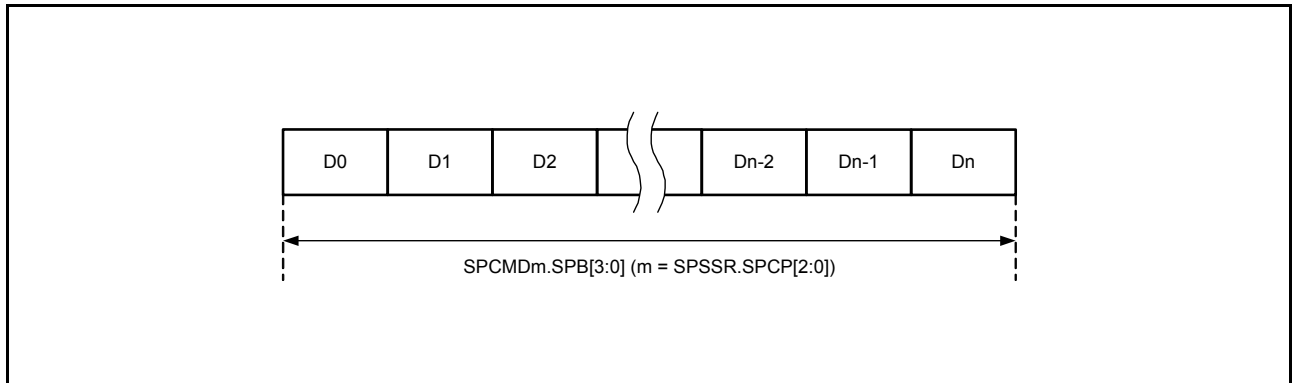 D0 D1 D2 Dn-2 Dn-1 Dn
SPCMDm.SPB[3:0] (m = SPSSR.SPCP[2:0])